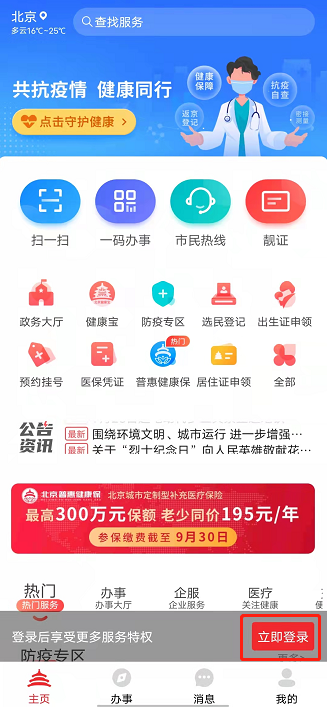 北京
多云16℃~25℃
查找服务
共抗疫情 健康同行
点击守护健康
健康保障
抗疫自查
返京登记
扫一扫
一码办事
市民热线
靓证
政务大厅
健康宝
防疫专区
选民登记
出生证申领
热门
预约挂号
医保凭证
普惠健康保
居住证申领
全部
公告
资讯
最新 围绕环境文明、城市运行 进一步增强…
最新 关于“烈士纪念日”向人民英雄敬献花…
北京普惠健康保 北京城市定制型补充医疗保险
最高300万元保额 老少同价195元/年
参保缴费截至 9月30日
热门 办事 企服 医疗
热门服务 办事大厅 企业服务 关注健康
登录后享受更多服务特权
立即登录
防疫专区
主页
办事
消息
我的